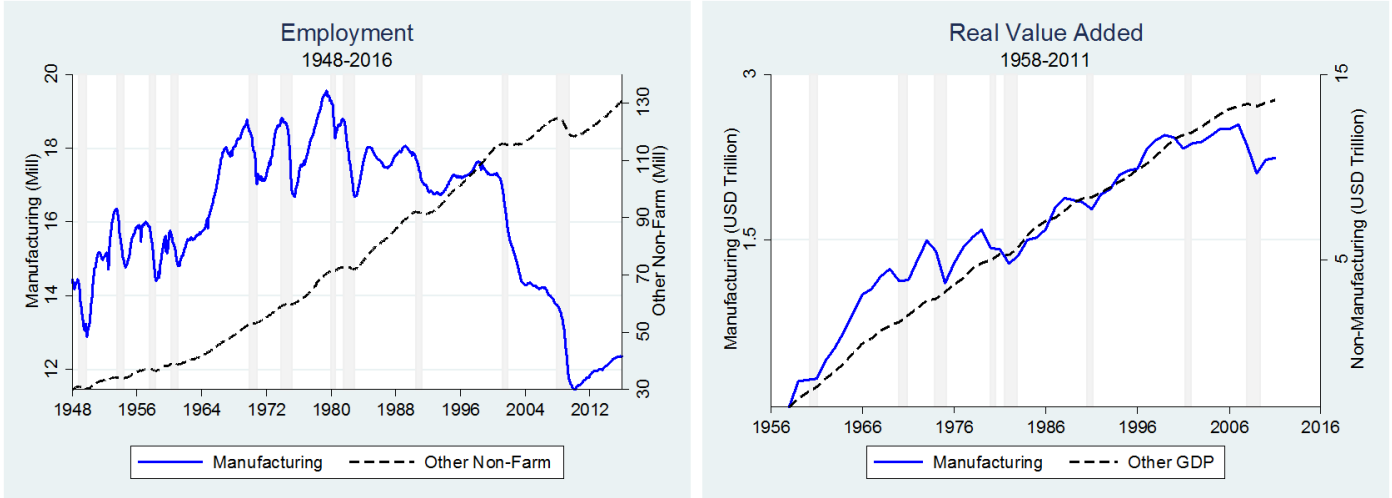 Employment
1948-2016
Manufacturing (Mill)
20
18
16
14
12
Other Non-Farm (Mill)
130
110
90
70
50
30
1948 1956 1964 1972 1980 1988 1996 2004 2012
Manufacturing Other Non-Farm
Real Value Added
1958-2011
Manufacturing (USD Trillion)
3
1.5
Non-Manufacturing (USD Trillion)
15
5
1956 1966 1976 1986 1996 2006 2016
Manufacturing Other GDP